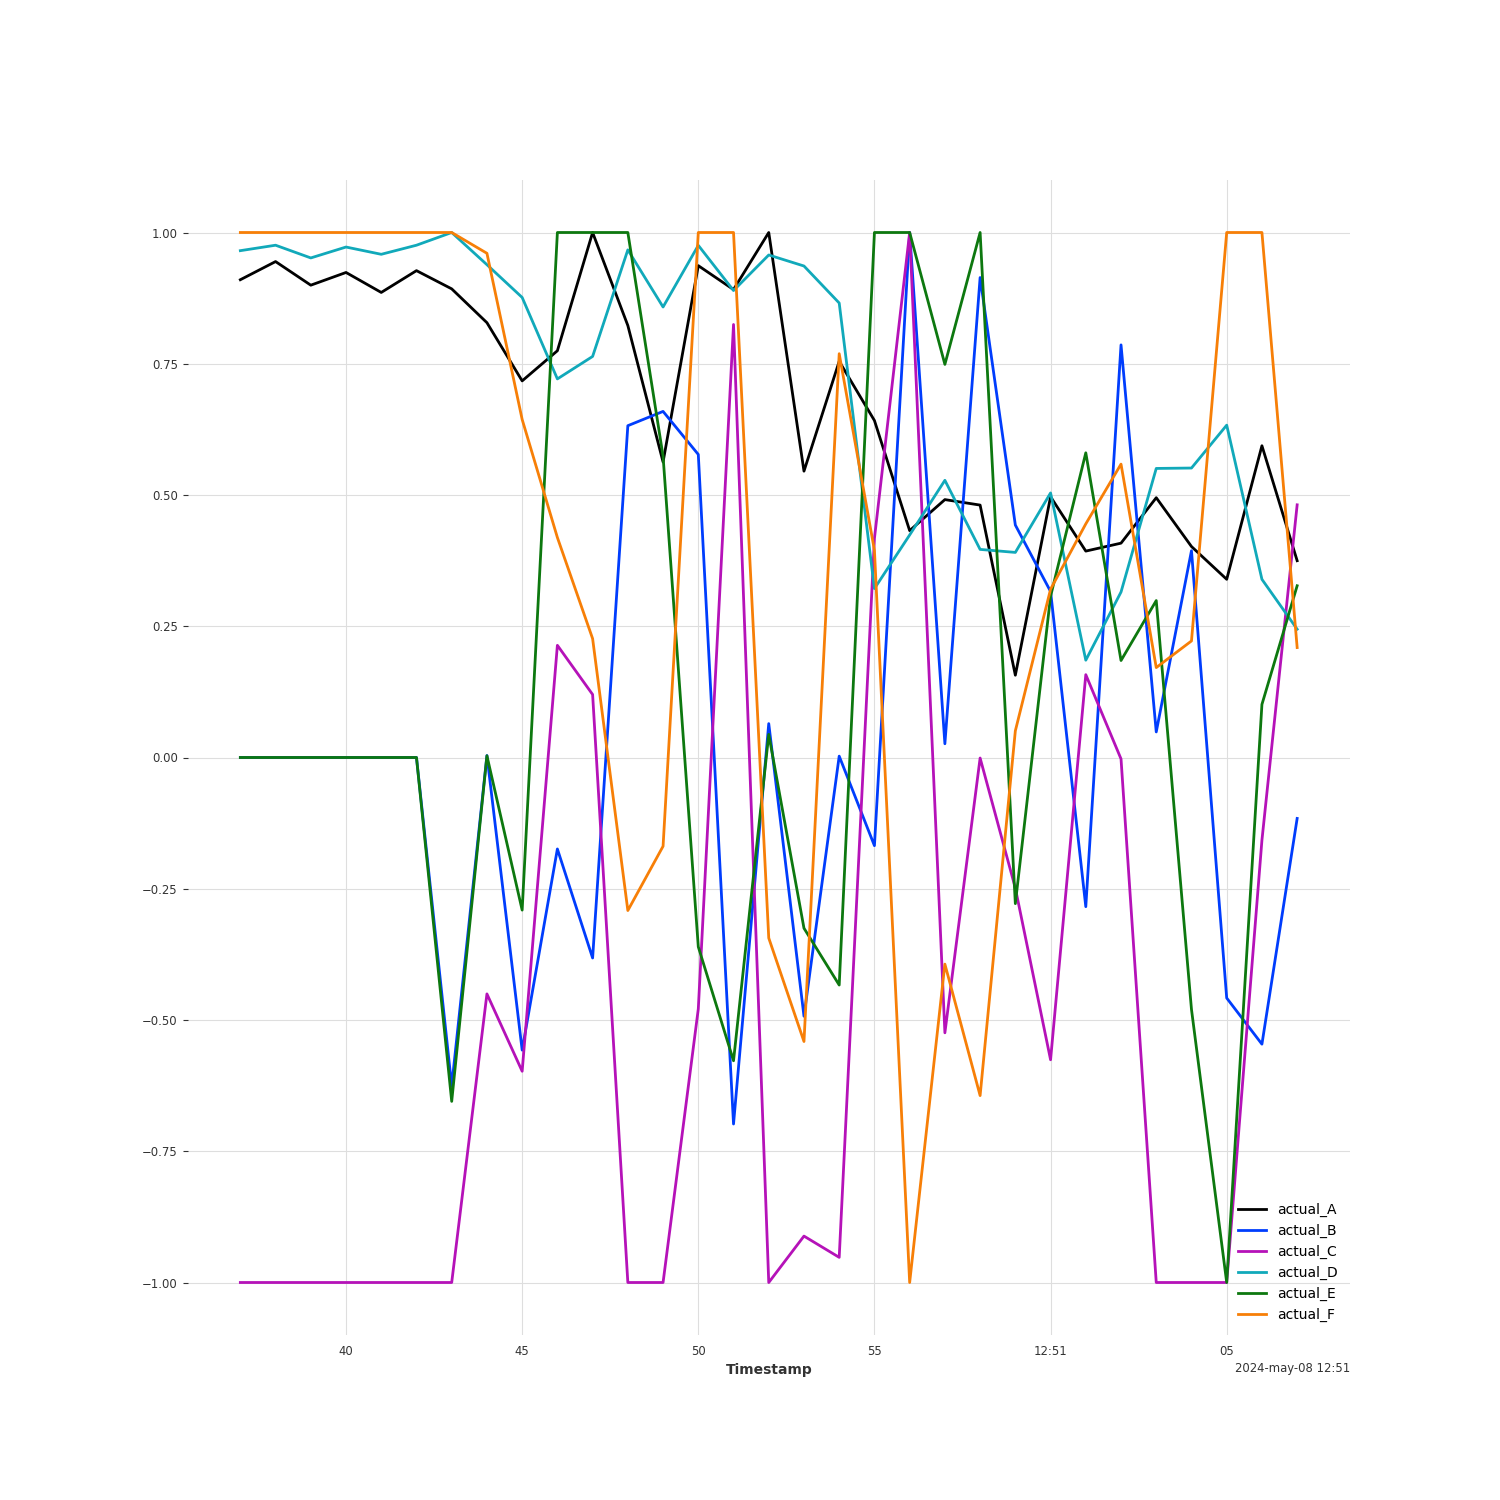 1.00
0.75
0.50
0.25
0.00
−0.25
−0.50
−0.75
−1.00
actual_A
actual_B
actual_C
actual_D
actual_E
actual_F
40 45 50 55 12:51 05
Timestamp
2024-may-08 12:51